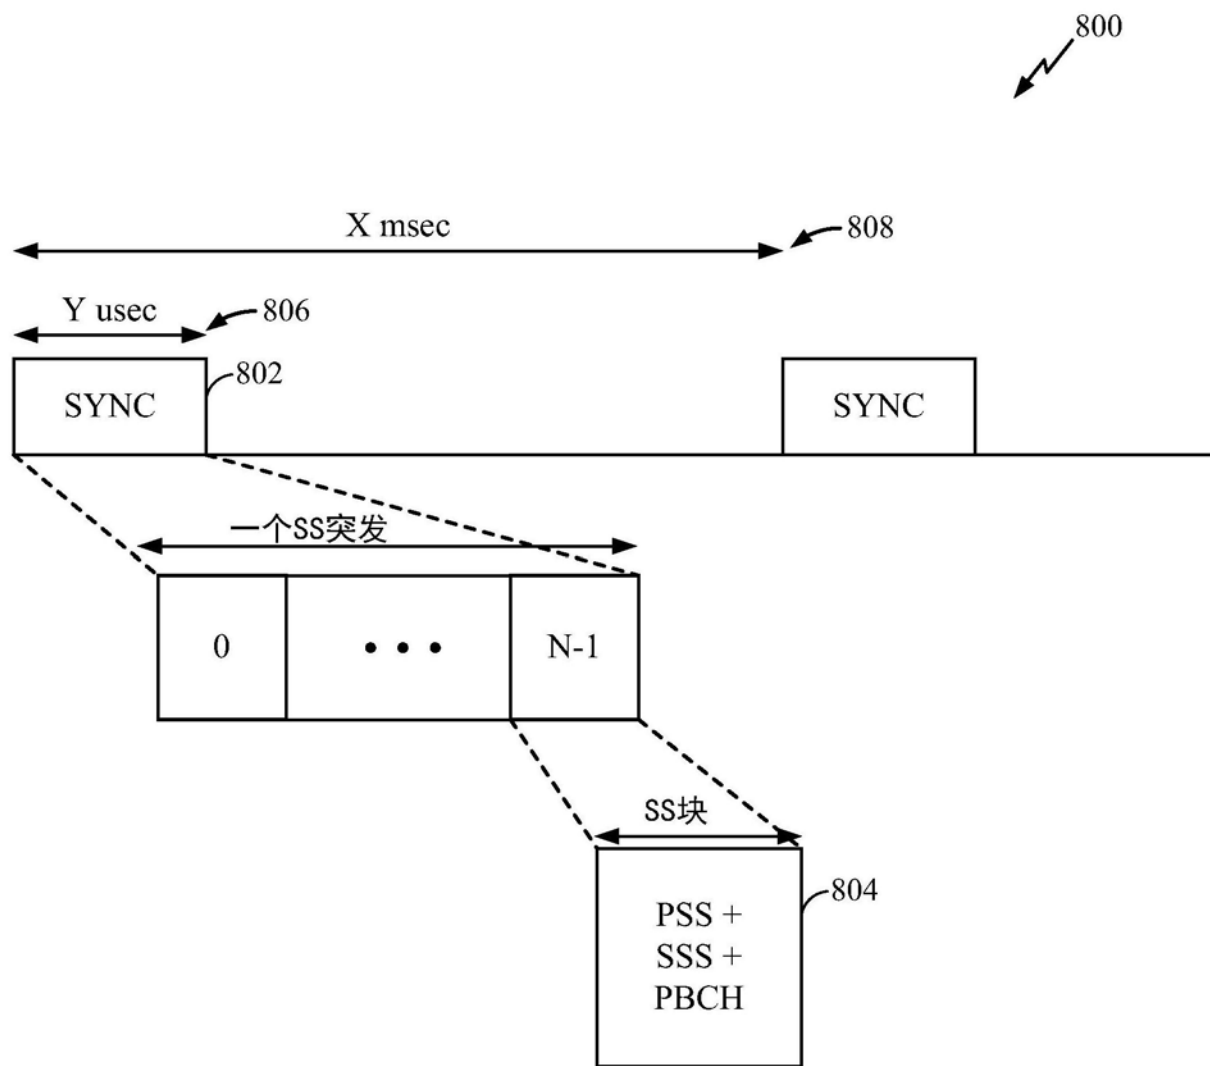 800
X msec
808
Y usec
806
802
SYNC
SYNC
一个SS突发
0
• • •
N-1
SS块
804
PSS +
SSS +
PBCH